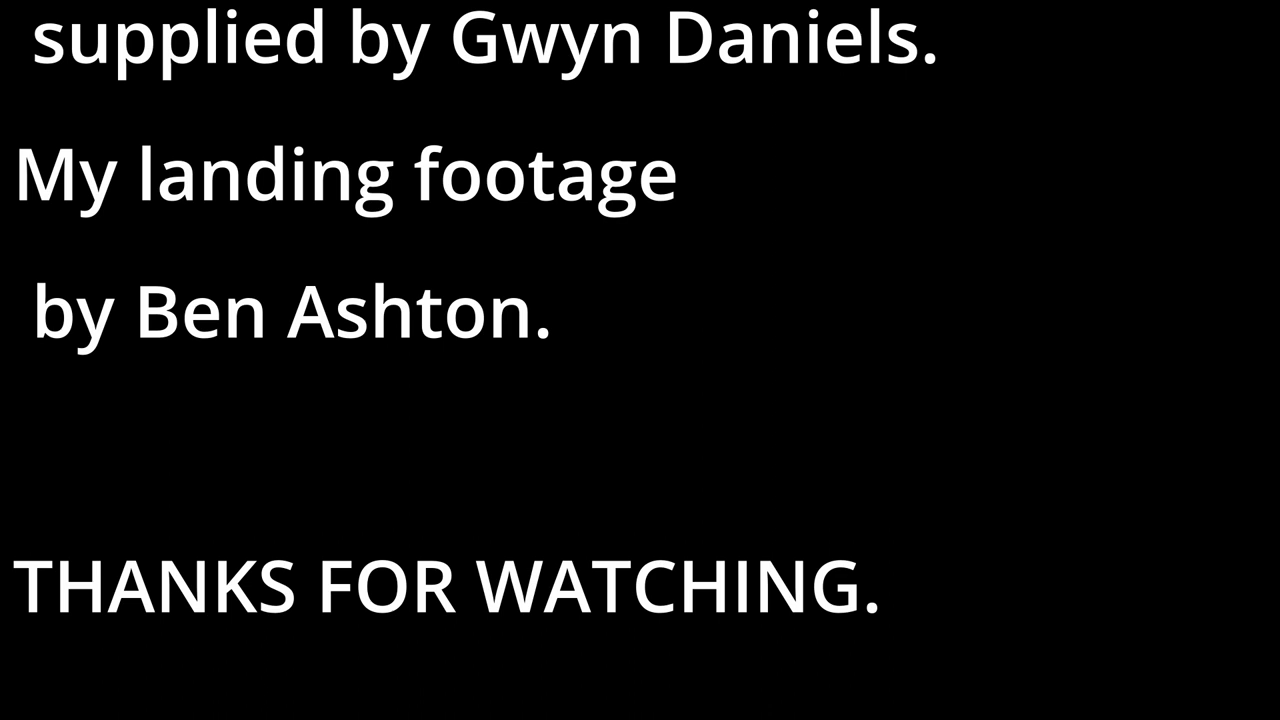 supplied by Gwyn Daniels.
My landing footage
by Ben Ashton.
THANKS FOR WATCHING.